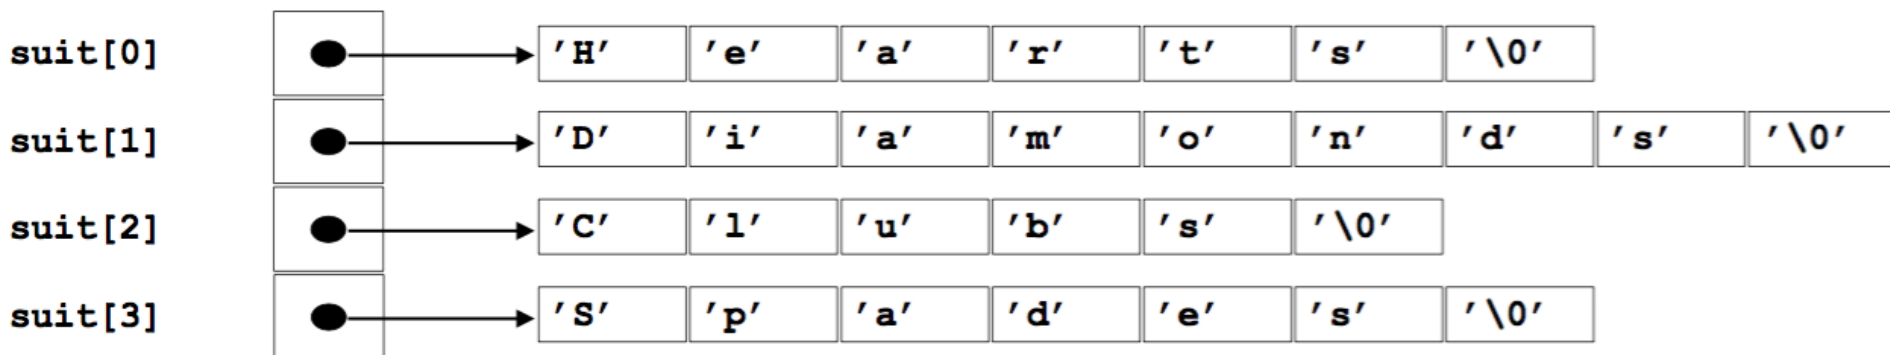 suit[0] ’H’ ’e’ ’a’ ’r’ ’t’ ’s’ ’\0’
suit[1] ’D’ ’i’ ’a’ ’m’ ’o’ ’n’ ’d’ ’s’ ’\0’
suit[2] ’C’ ’l’ ’u’ ’b’ ’s’ ’\0’
suit[3] ’S’ ’p’ ’a’ ’d’ ’e’ ’s’ ’\0’